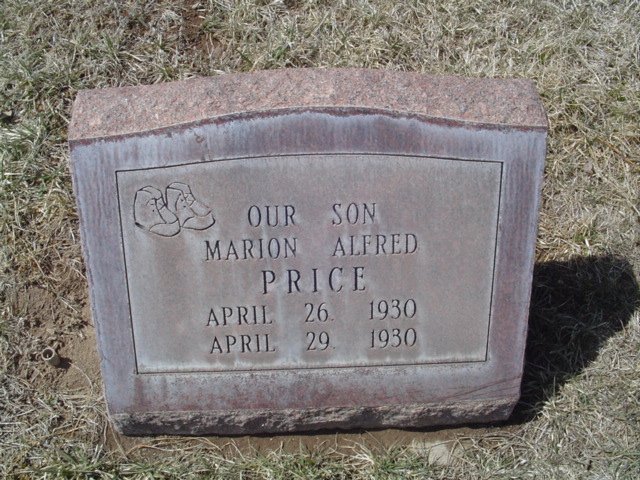 OUR SON
MARION ALFRED
PRICE
APRIL 26. 1930
APRIL 29. 1930